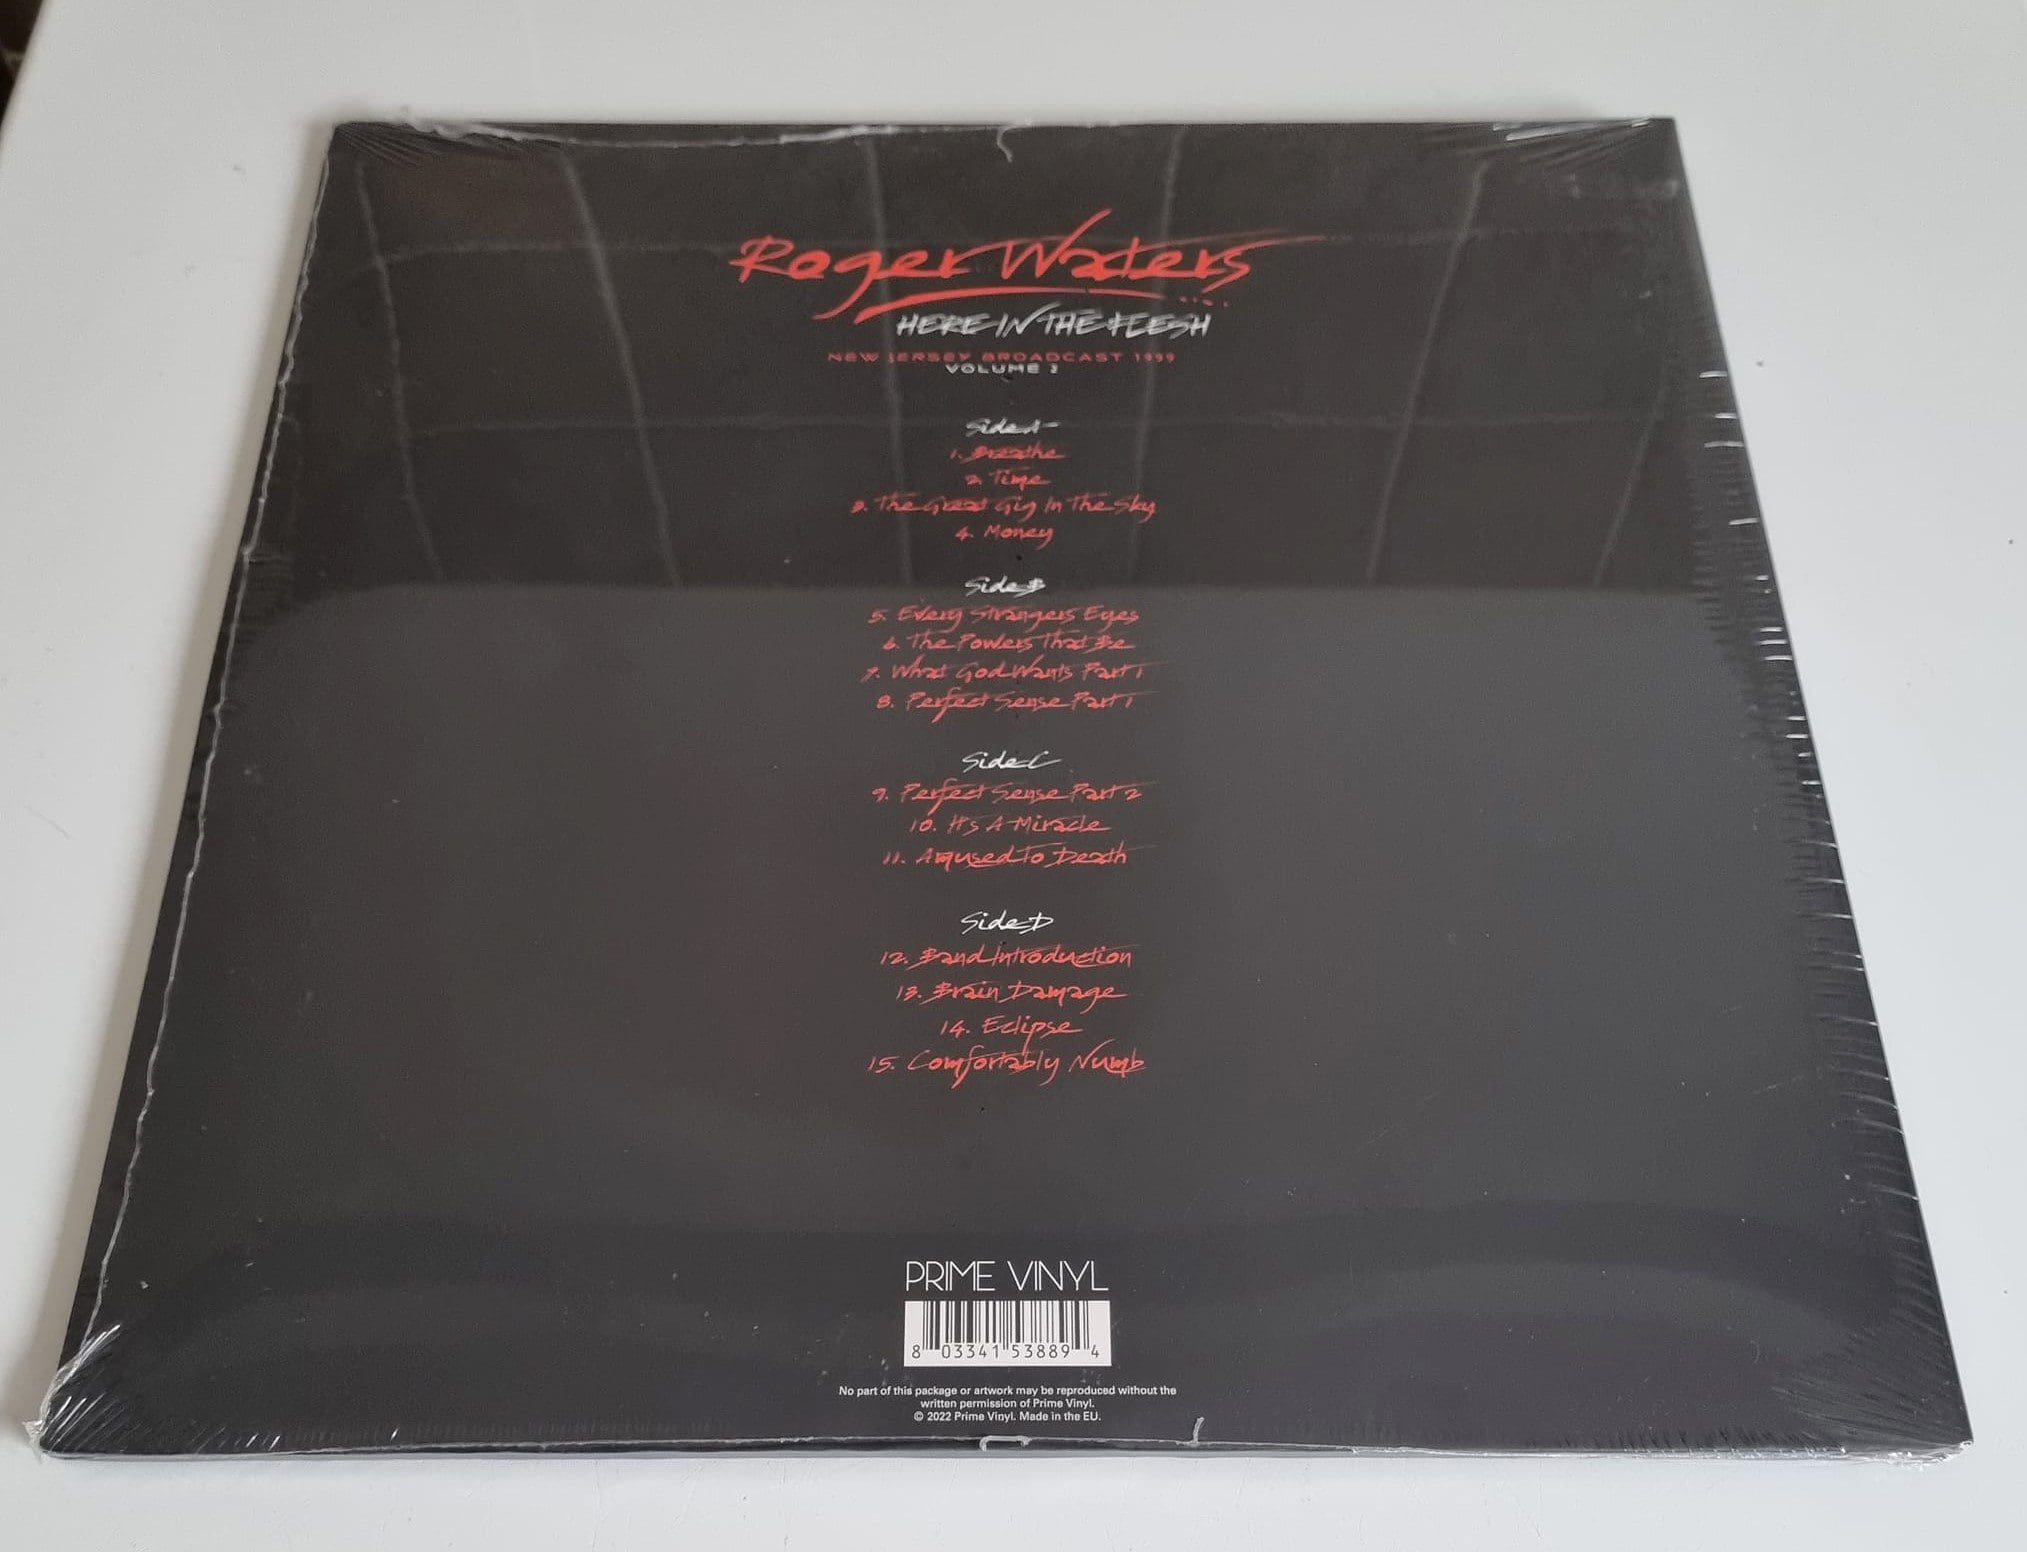 Roger Waters
HERE IN THE FLESH
NEW JERSEY BROADCAST 1999
VOLUME 2
Side A
1. Breathe
2. Time
3. The Great Gig In The Sky
4. Money
Side B
5. Every Strangers Eyes
6. The Powers That Be
7. What God Wants Part 1
8. Perfect Sense Part 1
Side C
9. Perfect Sense Part 2
10. It's A Miracle
11. Amused To Death
Side D
12. Band Introduction
13. Brain Damage
14. Eclipse
15. Comfortably Numb
PRIME VINYL
8 03341 53889 4
No part of this package or artwork may be reproduced without the
written permission of Prime Vinyl.
© 2022 Prime Vinyl. Made in the EU.